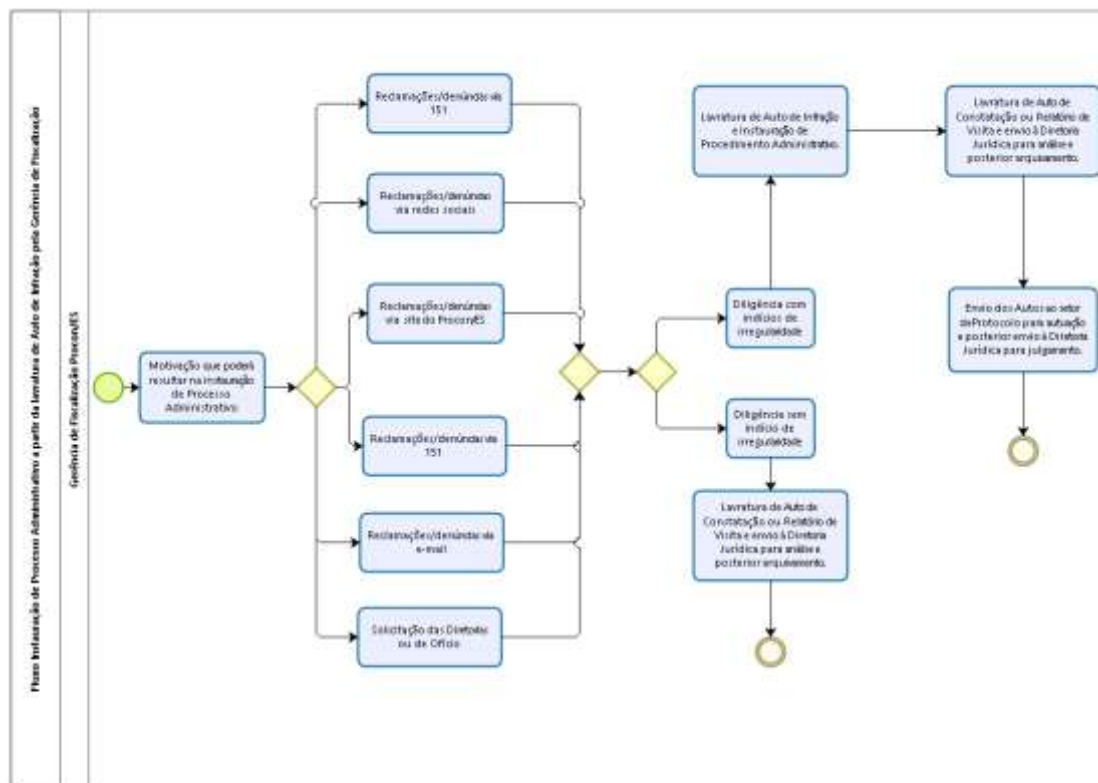 Fluxo Instauração de Processo Administrativo a partir da lavratura de Auto de Infração pela Gerência de Fiscalização
Gerência de Fiscalização Procon/ES
Motivação que poderá
resultar na instauração
de Processo
Administrativo
Reclamações/denúncias via
151
Reclamações/denúncias
via redes sociais
Reclamações/denúncias
via site do Procon/ES
Reclamações/denúncias via
151
Reclamações/denúncias via
e-mail
Solicitação das Diretorias
ou de Ofício
Diligência com
indícios de
irregularidade
Diligência sem
indício de
irregularidade
Lavratura de Auto de Infração
e Instauração de
Procedimento Administrativo.
Lavratura de Auto de
Constatação ou Relatório de
Visita e envio à Diretoria
Jurídica para análise e
posterior arquivamento.
Lavratura de Auto de
Constatação ou Relatório de
Visita e envio à Diretoria
Jurídica para análise e
posterior arquivamento.
Envio dos Autos ao setor
de Protocolo para autuação
e posterior envio à Diretoria
Jurídica para julgamento.